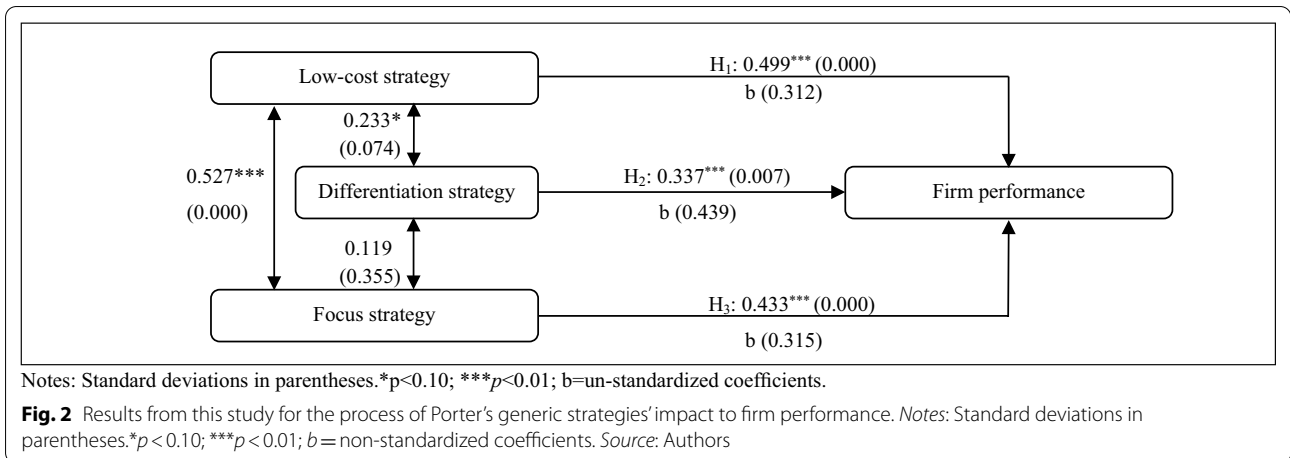 Low-cost strategy
H₁: 0.499*** (0.000)
b (0.312)
0.233*
(0.074)
0.527***
(0.000)
Differentiation strategy
H₂: 0.337*** (0.007)
b (0.439)
Firm performance
0.119
(0.355)
Focus strategy
H₃: 0.433*** (0.000)
b (0.315)
Notes: Standard deviations in parentheses.*p<0.10; ***p<0.01; b=un-standardized coefficients.
Fig. 2 Results from this study for the process of Porter’s generic strategies’ impact to firm performance. Notes: Standard deviations in
parentheses.*p < 0.10; ***p < 0.01; b = non-standardized coefficients. Source: Authors